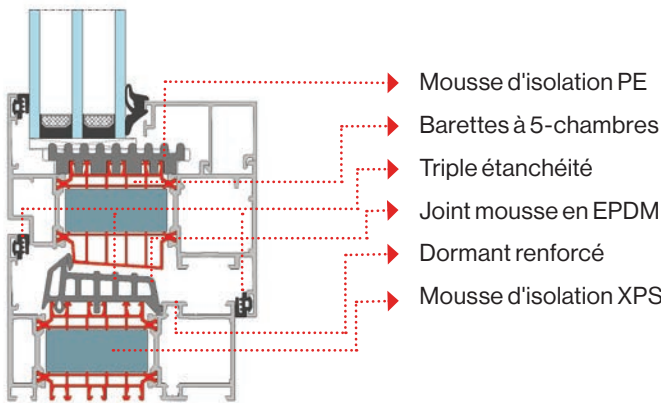 Mousse d'isolation PE
Barettes à 5-chambres
Triple étanchéité
Joint mousse en EPDM
Dormant renforcé
Mousse d'isolation XPS